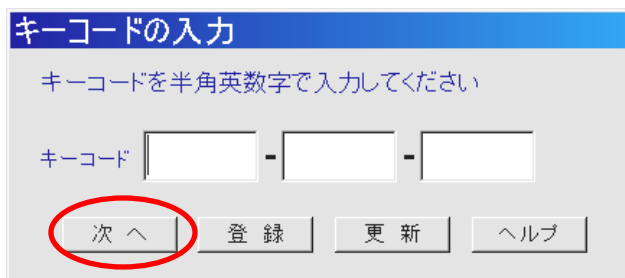 キーコードの入力
キーコードを半角英数字で入力してください
キーコード - -
次 へ 登 録 更 新 ヘルプ